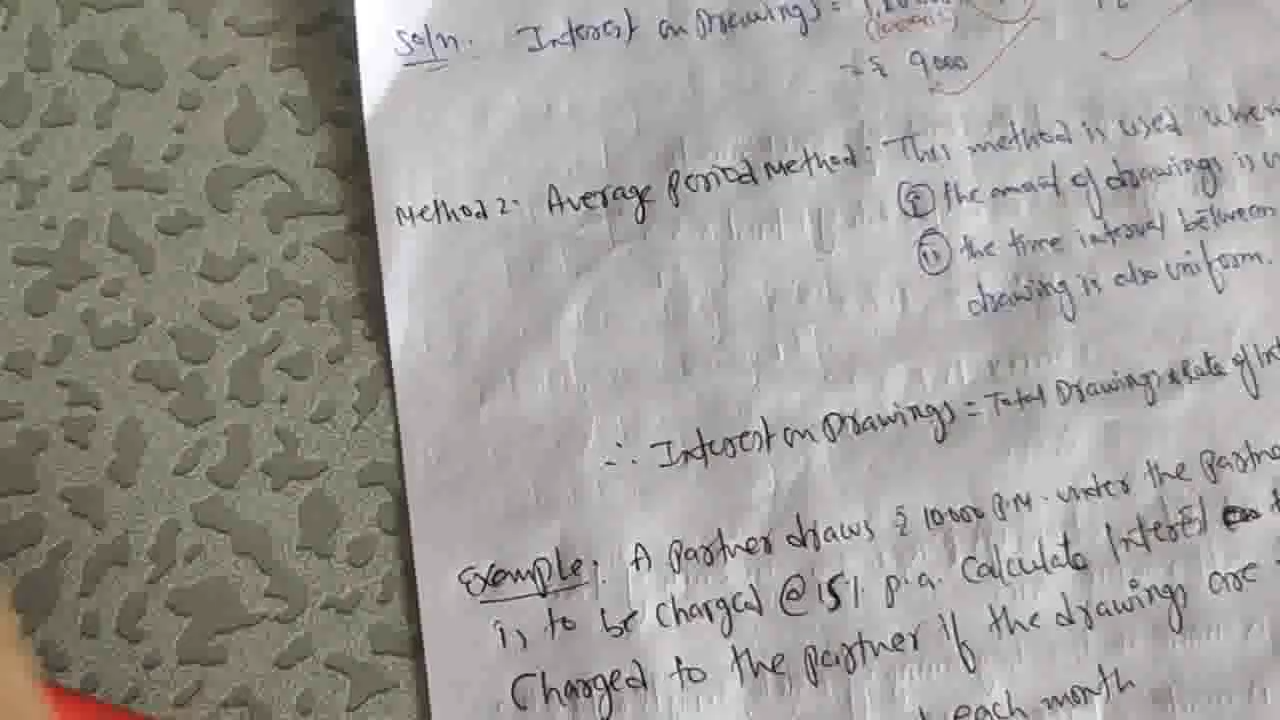 Soln. Interest on Drawings =
= ₹ 9000
Method 2: Average Period Method: This method is used when
(i) the amount of drawings is
(ii) the time interval between
drawing is also uniform.
∴ Interest on Drawings = Total Drawings x Rate of Int
Example: A partner draws ₹ 10000 P.M. under the partne
is to be charged @ 15% p.a. Calculate Interest
Charged to the partner if the drawings are
each month